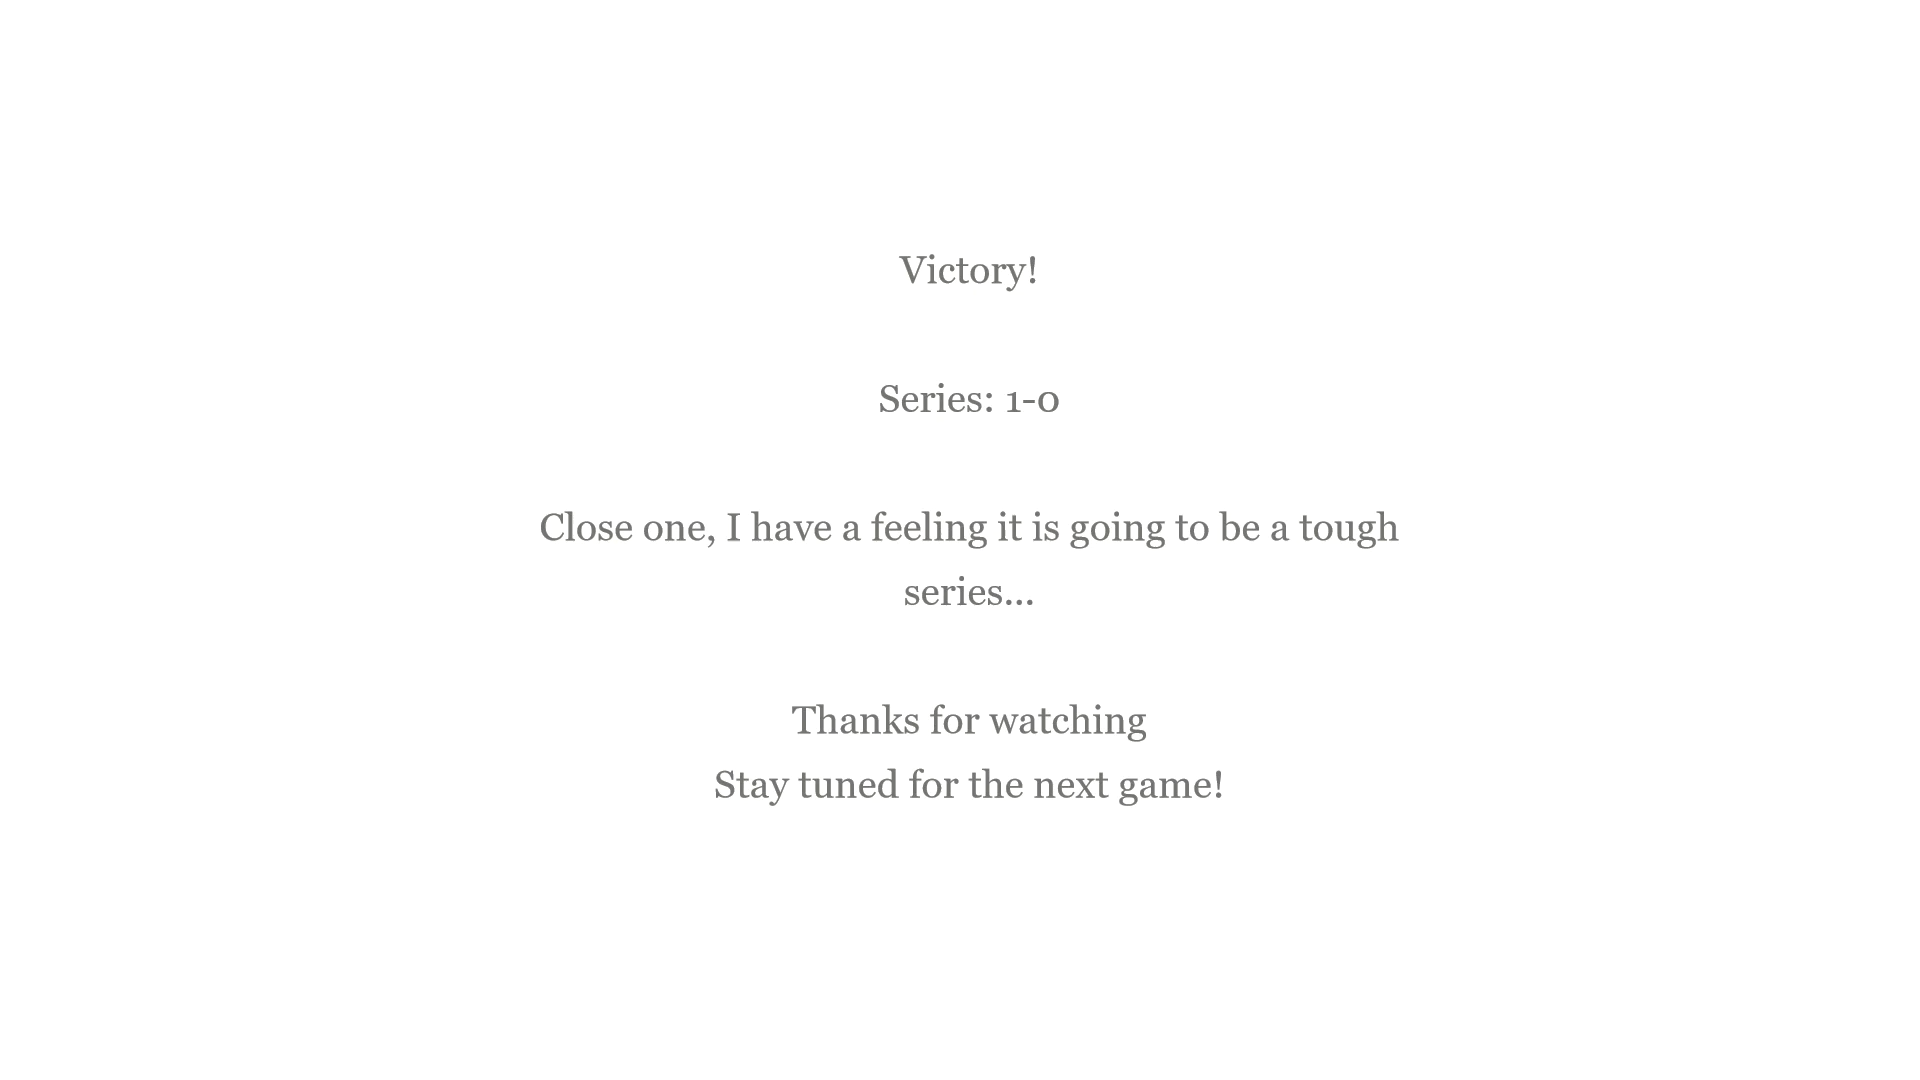 Victory!
Series: 1-0
Close one, I have a feeling it is going to be a tough
series...
Thanks for watching
Stay tuned for the next game!